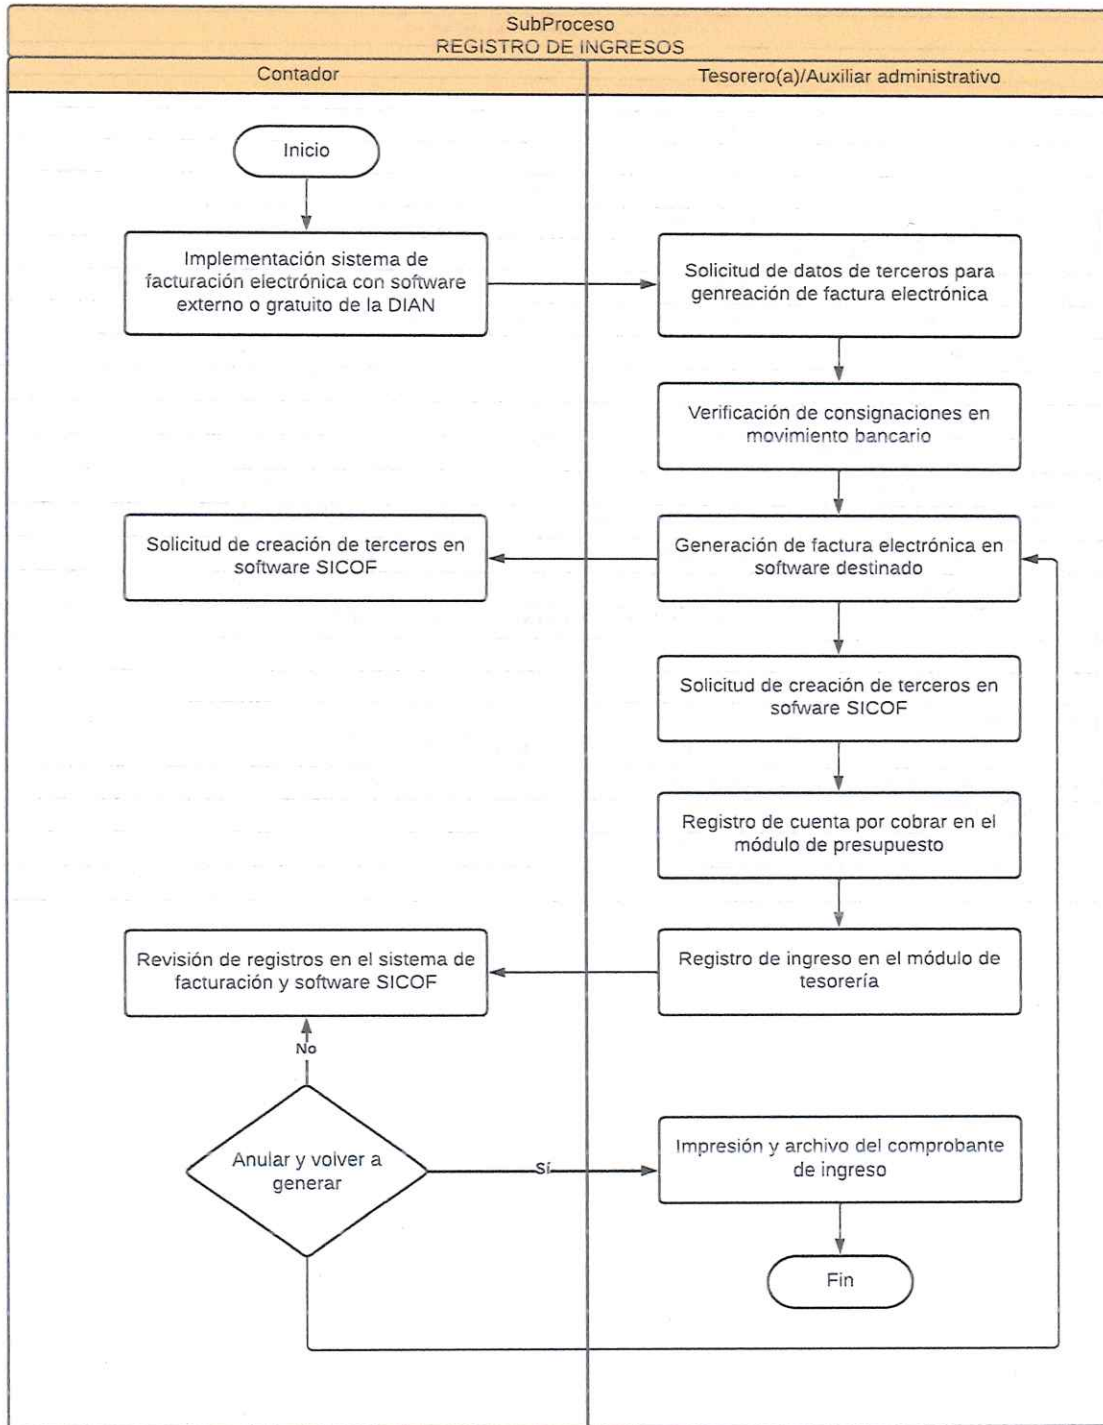 SubProceso
REGISTRO DE INGRESOS
Contador
Tesorero(a)/Auxiliar administrativo
Inicio
Implementación sistema de
facturación electrónica con software
externo o gratuito de la DIAN
Solicitud de datos de terceros para
genreación de factura electrónica
Verificación de consignaciones en
movimiento bancario
Solicitud de creación de terceros en
software SICOF
Generación de factura electrónica en
software destinado
Solicitud de creación de terceros en
sofware SICOF
Registro de cuenta por cobrar en el
módulo de presupuesto
Revisión de registros en el sistema de
facturación y software SICOF
Registro de ingreso en el módulo de
tesorería
No
Anular y volver a
generar
Sí
Impresión y archivo del comprobante
de ingreso
Fin